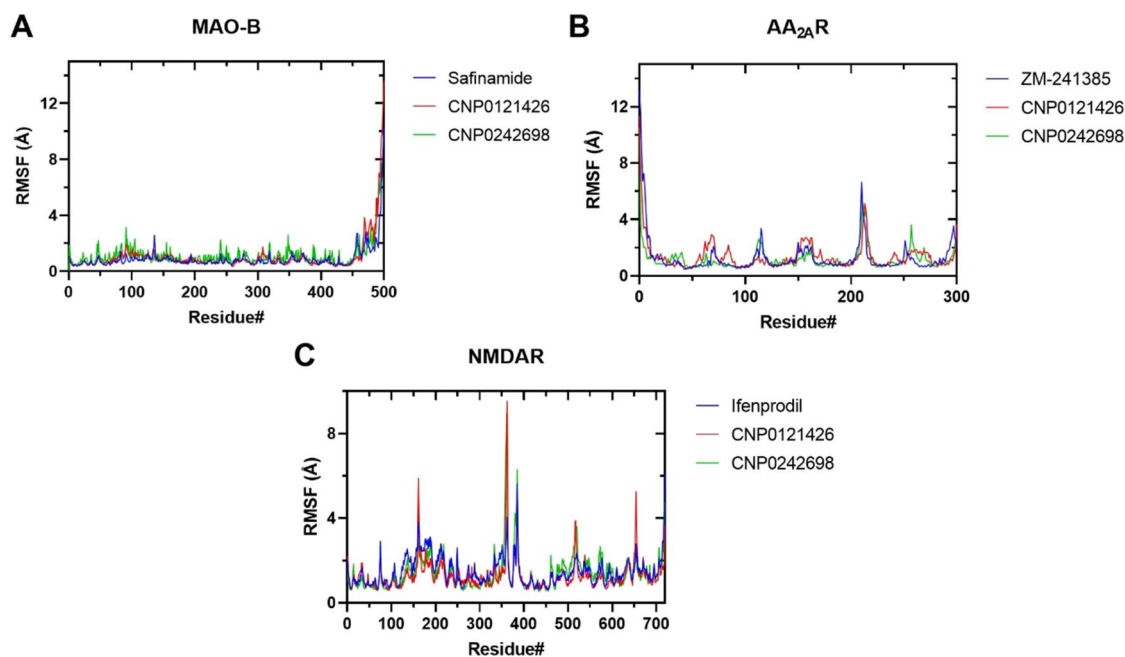 A
MAO-B
RMSF (Å)
12
8
4
0
0 100 200 300 400 500
Residue#
Safinamide
CNP0121426
CNP0242698
B
AA2AR
RMSF (Å)
12
8
4
0
0 100 200 300
Residue#
ZM-241385
CNP0121426
CNP0242698
C
NMDAR
RMSF (Å)
8
4
0
0 100 200 300 400 500 600 700
Residue#
Ifenprodil
CNP0121426
CNP0242698